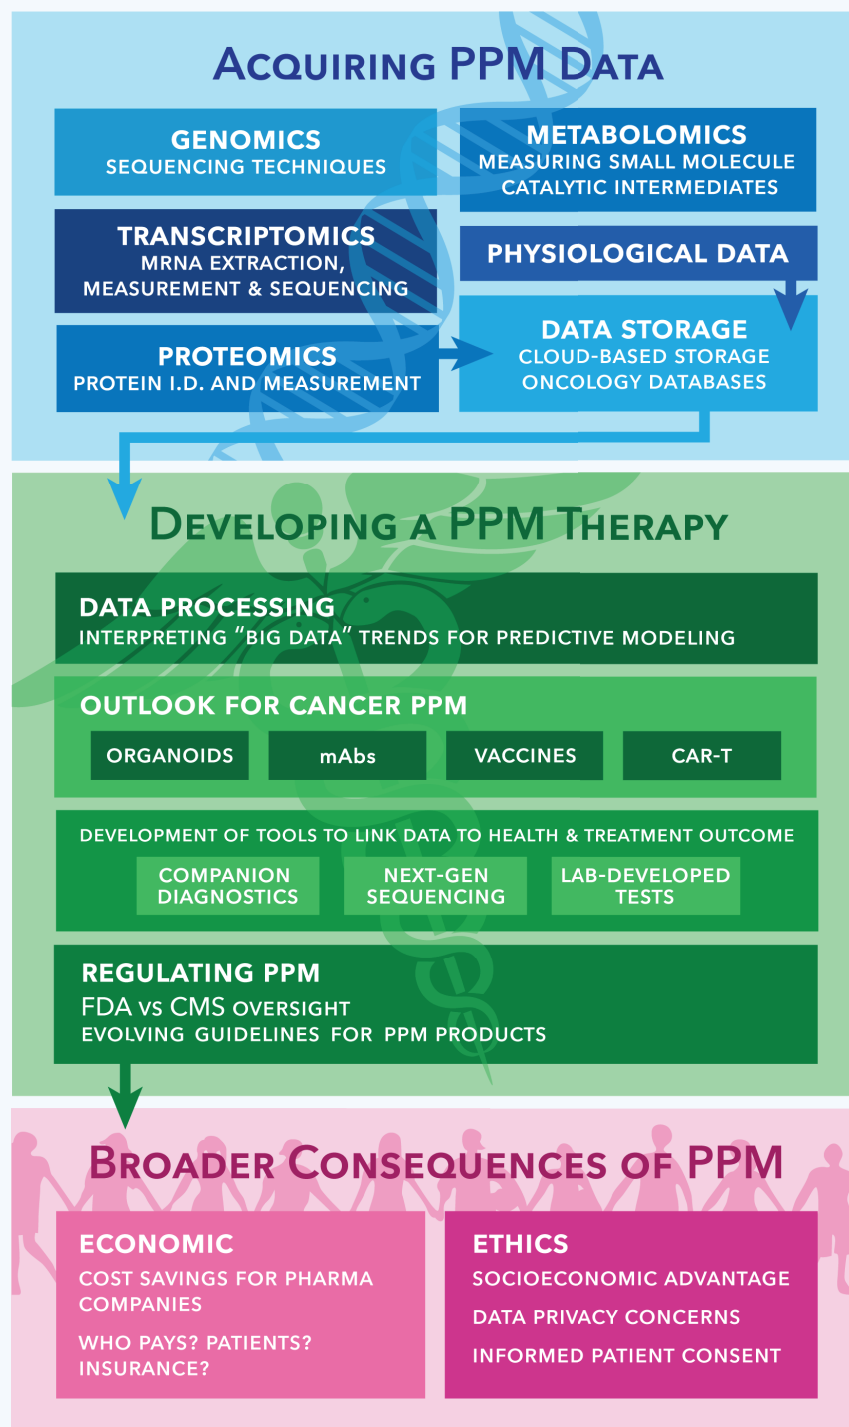 ACQUIRING PPM DATA
GENOMICS
SEQUENCING TECHNIQUES
TRANSCRIPTOMICS
MRNA EXTRACTION,
MEASUREMENT & SEQUENCING
PROTEOMICS
PROTEIN I.D. AND MEASUREMENT
METABOLOMICS
MEASURING SMALL MOLECULE
CATALYTIC INTERMEDIATES
PHYSIOLOGICAL DATA
DATA STORAGE
CLOUD-BASED STORAGE
ONCOLOGY DATABASES
DEVELOPING A PPM THERAPY
DATA PROCESSING
INTERPRETING “BIG DATA” TRENDS FOR PREDICTIVE MODELING
OUTLOOK FOR CANCER PPM
ORGANOIDS
mAbs
VACCINES
CAR-T
DEVELOPMENT OF TOOLS TO LINK DATA TO HEALTH & TREATMENT OUTCOME
COMPANION
DIAGNOSTICS
NEXT-GEN
SEQUENCING
LAB-DEVELOPED
TESTS
REGULATING PPM
FDA VS CMS OVERSIGHT
EVOLVING GUIDELINES FOR PPM PRODUCTS
BROADER CONSEQUENCES OF PPM
ECONOMIC
COST SAVINGS FOR PHARMA
COMPANIES
WHO PAYS? PATIENTS?
INSURANCE?
ETHICS
SOCIOECONOMIC ADVANTAGE
DATA PRIVACY CONCERNS
INFORMED PATIENT CONSENT